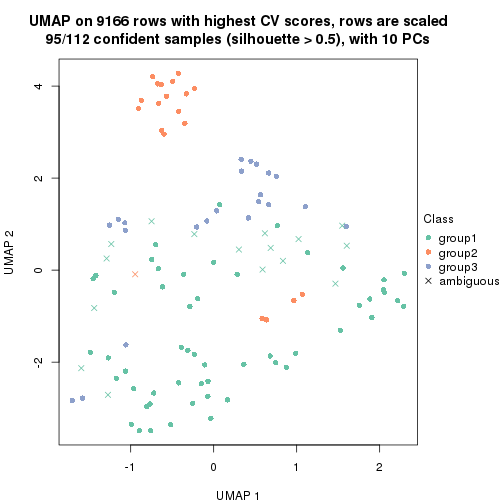 UMAP on 9166 rows with highest CV scores, rows are scaled
95/112 confident samples (silhouette > 0.5), with 10 PCs
4
2
0
-2
UMAP 2
-1
0
1
2
UMAP 1
Class
group1
group2
group3
ambiguous